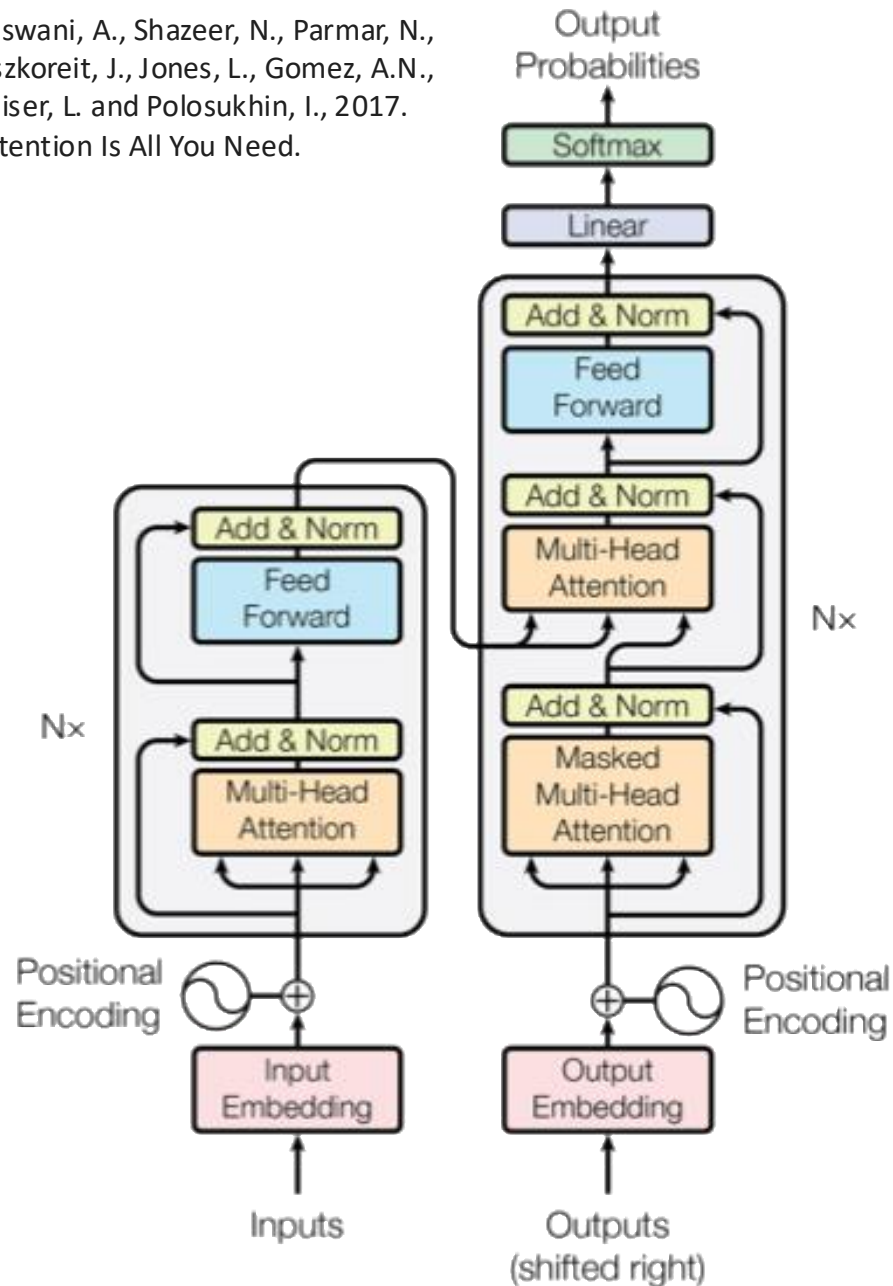 swani, A., Shazeer, N., Parmar, N.,
szkoreit, J., Jones, L., Gomez, A.N.,
iser, L. and Polosukhin, I., 2017.
tention Is All You Need.
Output
Probabilities
Softmax
Linear
Add & Norm
Feed
Forward
Add & Norm
Multi-Head
Attention
Nx
Add & Norm
Masked
Multi-Head
Attention
Add & Norm
Feed
Forward
Nx
Add & Norm
Multi-Head
Attention
Positional
Encoding
Positional
Encoding
Input
Embedding
Output
Embedding
Inputs
Outputs
(shifted right)